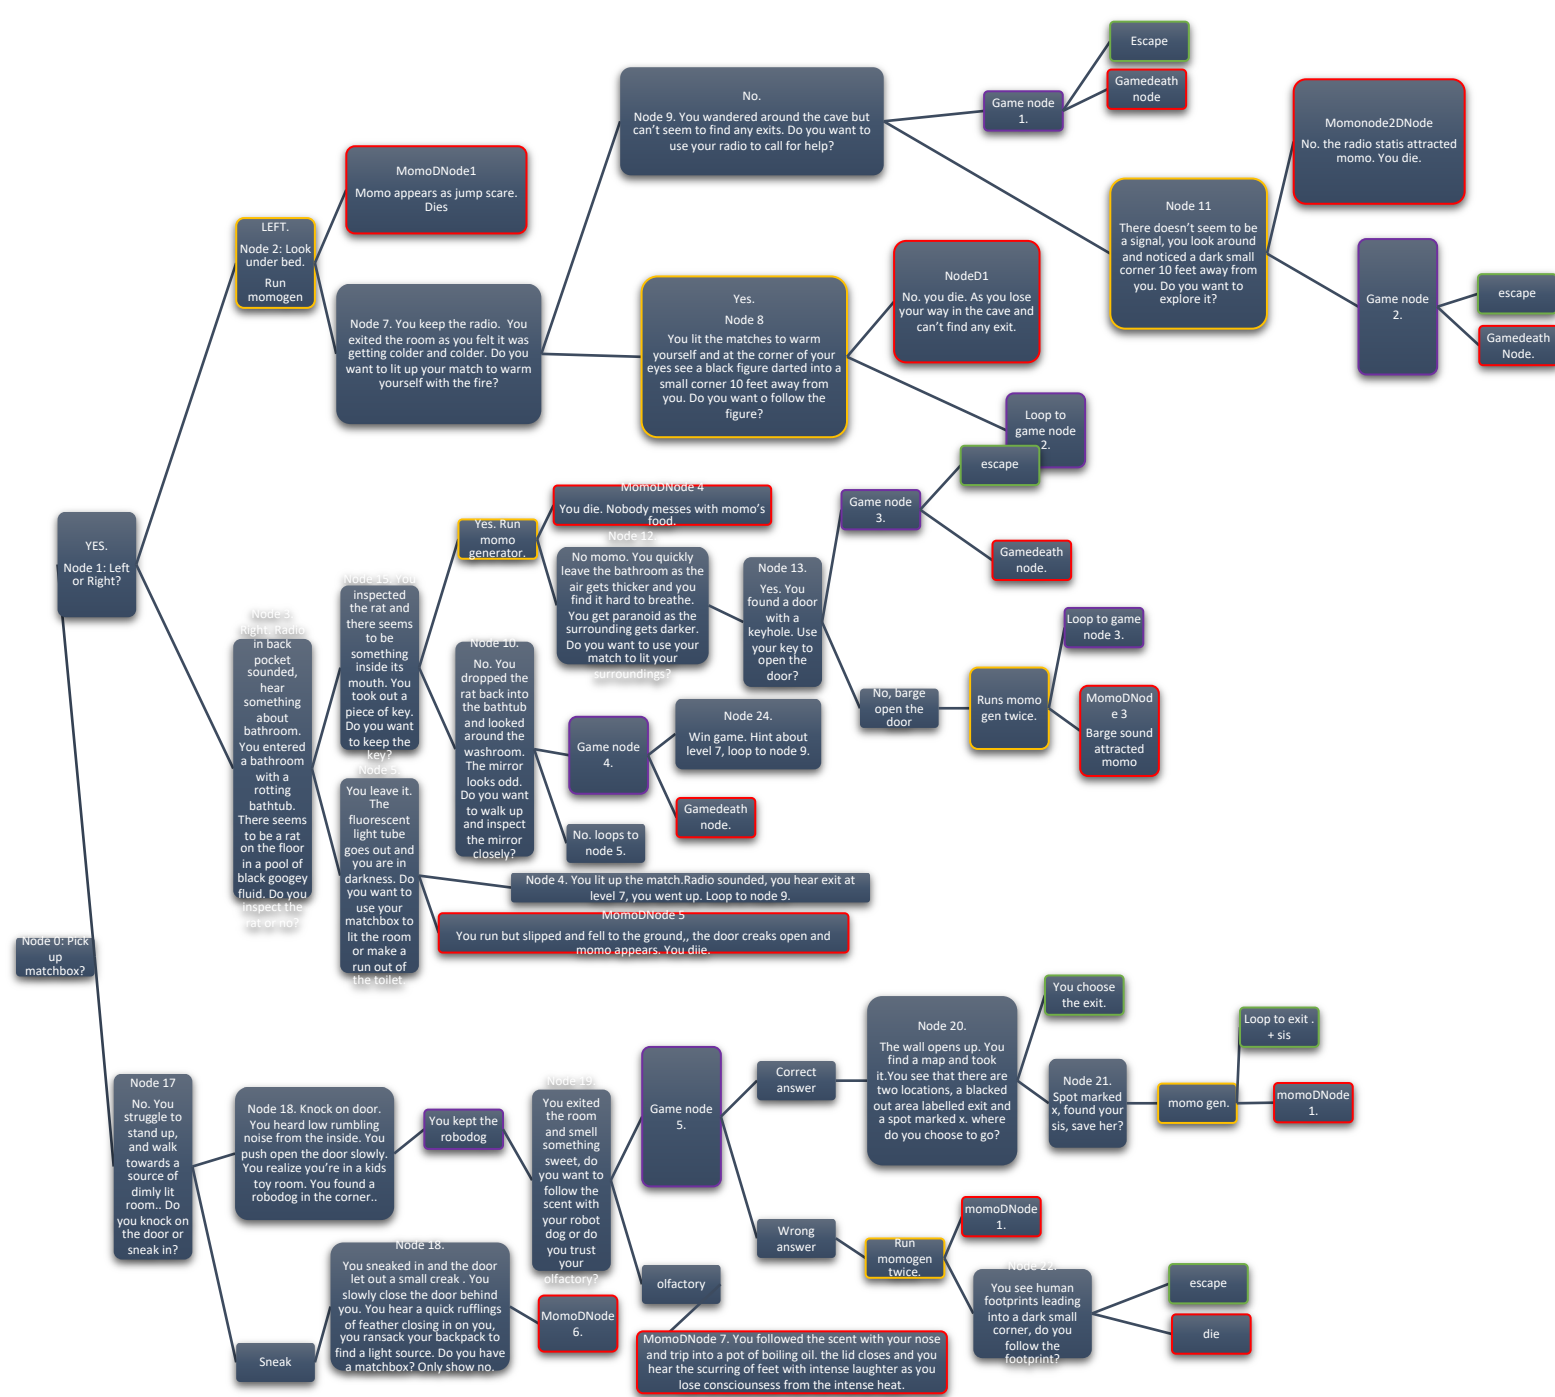 Escape
Gamedeath
node
Game node
1.
No.
Node 9. You wandered around the cave but
can't seem to find any exits. Do you want to
use your radio to call for help?
Momonode2DNode
No. the radio statis attracted
momo. You die.
MomoDNode1
Momo appears as jump scare.
Dies
Node 11
There doesn't seem to be
a signal, you look around
and noticed a dark small
corner 10 feet away from
you. Do you want to
explore it?
LEFT.
Node 2: Look
under bed.
Run
momogen
NodeD1
No. you die. As you lose
your way in the cave and
can't find any exit.
Game node
2.
escape
Gamedeath
Node.
Node 7. You keep the radio.  You
exited the room as you felt it was
getting colder and colder. Do you
want to lit up your match to warm
yourself with the fire?
Yes.
Node 8
You lit the matches to warm
yourself and at the corner of your
eyes see a black figure darted into a
small corner 10 feet away from
you. Do you want o follow the
figure?
Loop to
game node
2.
escape
MomoDNode 4
You die. Nobody messes with momo's
food.
Game node
3.
Yes. Run
momo
generator.
Gamedeath
node.
YES.
Node 1: Left
or Right?
Node 12.
No momo. You quickly
leave the bathroom as the
air gets thicker and you
find it hard to breathe.
You get paranoid as the
surrounding gets darker.
Do you want to use your
match to lit your
surroundings?
Node 13.
Yes. You
found a door
with a
keyhole. Use
your key to
open the
door?
Node 15. You
inspected
the rat and
there seems
to be
something
inside its
mouth. You
took out a
piece of key.
Do you want
to keep the
key?
Node 3.
Right. Radio
in back
pocket
sounded,
hear
something
about
bathroom.
You entered
a bathroom
with a
rotting
bathtub.
There seems
to be a rat
on the floor
in a pool of
black googey
fluid. Do you
inspect the
rat or no?
Loop to game
node 3.
Node 10.
No. You
dropped the
rat back into
the bathtub
and looked
around the
washroom.
The mirror
looks odd.
Do you want
to walk up
and inspect
the mirror
closely?
No, barge
open the
door
Runs momo
gen twice.
MomoDNod
e 3
Barge sound
attracted
momo
Node 24.
Win game. Hint about
level 7, loop to node 9.
Game node
4.
Gamedeath
node.
No. loops to
node 5.
Node 5.
You leave it.
The
fluorescent
light tube
goes out and
you are in
darkness. Do
you want to
use your
matchbox to
lit the room
or make a
run out of
the toilet.
Node 4. You lit up the match.Radio sounded, you hear exit at
level 7, you went up. Loop to node 9.
MomoDNode 5
You run but slipped and fell to the ground,, the door creaks open and
momo appears. You diie.
Node 0: Pick
up
matchbox?
You choose
the exit.
Node 20.
The wall opens up. You
find a map and took
it.You see that there are
two locations, a blacked
out area labelled exit and
a spot marked x. where
do you choose to go?
Loop to exit .
+ sis
Correct
answer
Node 21.
Spot marked
x, found your
sis, save her?
momo gen.
momoDNode
1.
Node 17
No. You
struggle to
stand up,
and walk
towards a
source of
dimly lit
room.. Do
you knock on
the door or
sneak in?
Node 18. Knock on door.
You heard low rumbling
noise from the inside. You
push open the door slowly.
You realize you're in a kids
toy room. You found a
robodog in the corner..
You kept the
robodog
Node 19.
You exited
the room
and smell
something
sweet, do
you want to
follow the
scent with
your robot
dog or do
you trust
your
olfactory?
Game node
5.
Wrong
answer
momoDNode
1.
Run
momogen
twice.
Node 22.
You see human
footprints leading
into a dark small
corner, do you
follow the
footprint?
escape
die
olfactory
Node 18.
You sneaked in and the door
let out a small creak . You
slowly close the door behind
you. You hear a quick rufflings
of feather closing in on you,
you ransack your backpack to
find a light source. Do you have
a matchbox? Only show no.
MomoDNode
6.
Sneak
MomoDNode 7. You followed the scent with your nose
and trip into a pot of boiling oil. the lid closes and you
hear the scurring of feet with intense laughter as you
lose consciounsess from the intense heat.